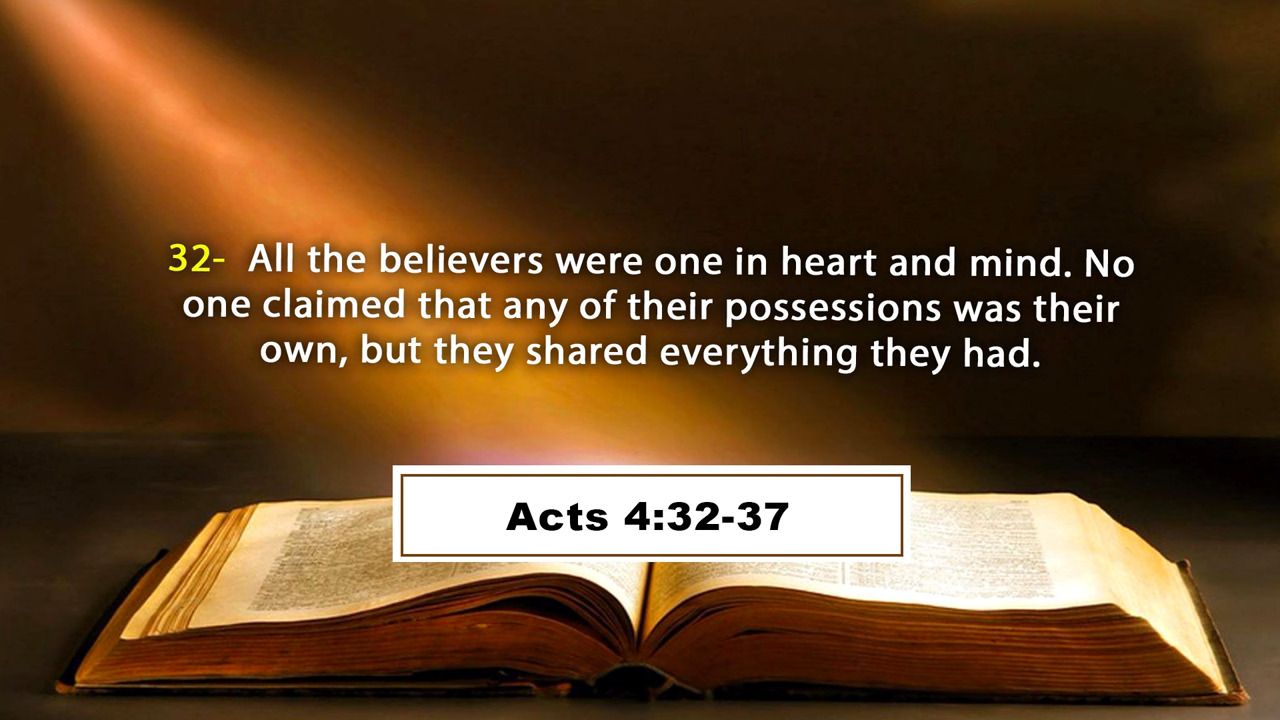 32- All the believers were one in heart and mind. No
one claimed that any of their possessions was their
own, but they shared everything they had.
Acts 4:32-37